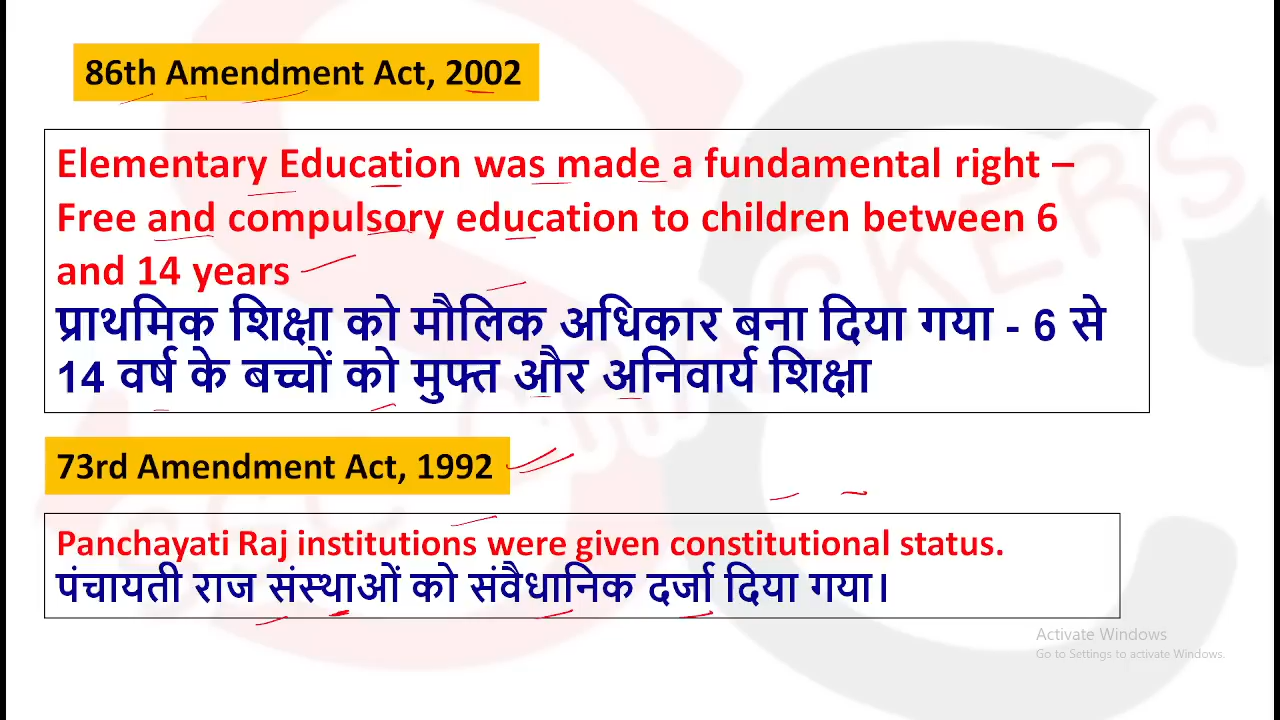 86th Amendment Act, 2002
Elementary Education was made a fundamental right –
Free and compulsory education to children between 6
and 14 years
प्राथमिक शिक्षा को मौलिक अधिकार बना दिया गया - 6 से
14 वर्ष के बच्चों को मुफ्त और अनिवार्य शिक्षा
73rd Amendment Act, 1992
Panchayati Raj institutions were given constitutional status.
पंचायती राज संस्थाओं को संवैधानिक दर्जा दिया गया।
Activate Windows
Go to Settings to activate Windows.